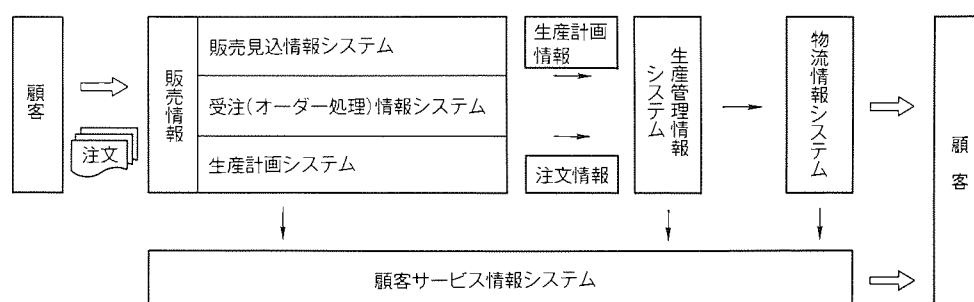 顧客
注文
販売情報
販売見込情報システム
受注(オーダー処理)情報システム
生産計画システム
生産計画
情報
注文情報
生産管理情報
システム
物流情報システム
顧客
顧客サービス情報システム